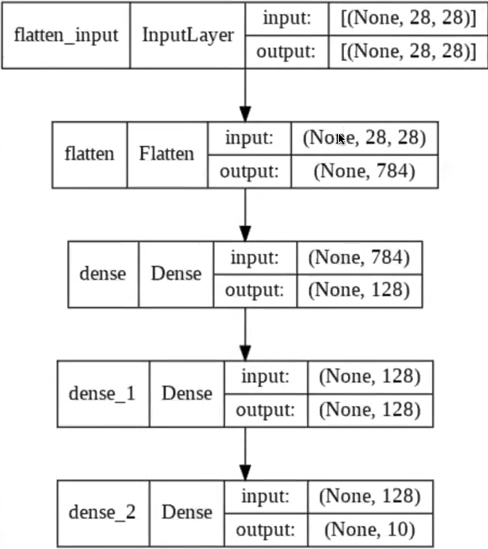 flatten_input InputLayer input: [(None, 28, 28)]
output: [(None, 28, 28)]
flatten Flatten input: (None, 28, 28)
output: (None, 784)
dense Dense input: (None, 784)
output: (None, 128)
dense_1 Dense input: (None, 128)
output: (None, 128)
dense_2 Dense input: (None, 128)
output: (None, 10)